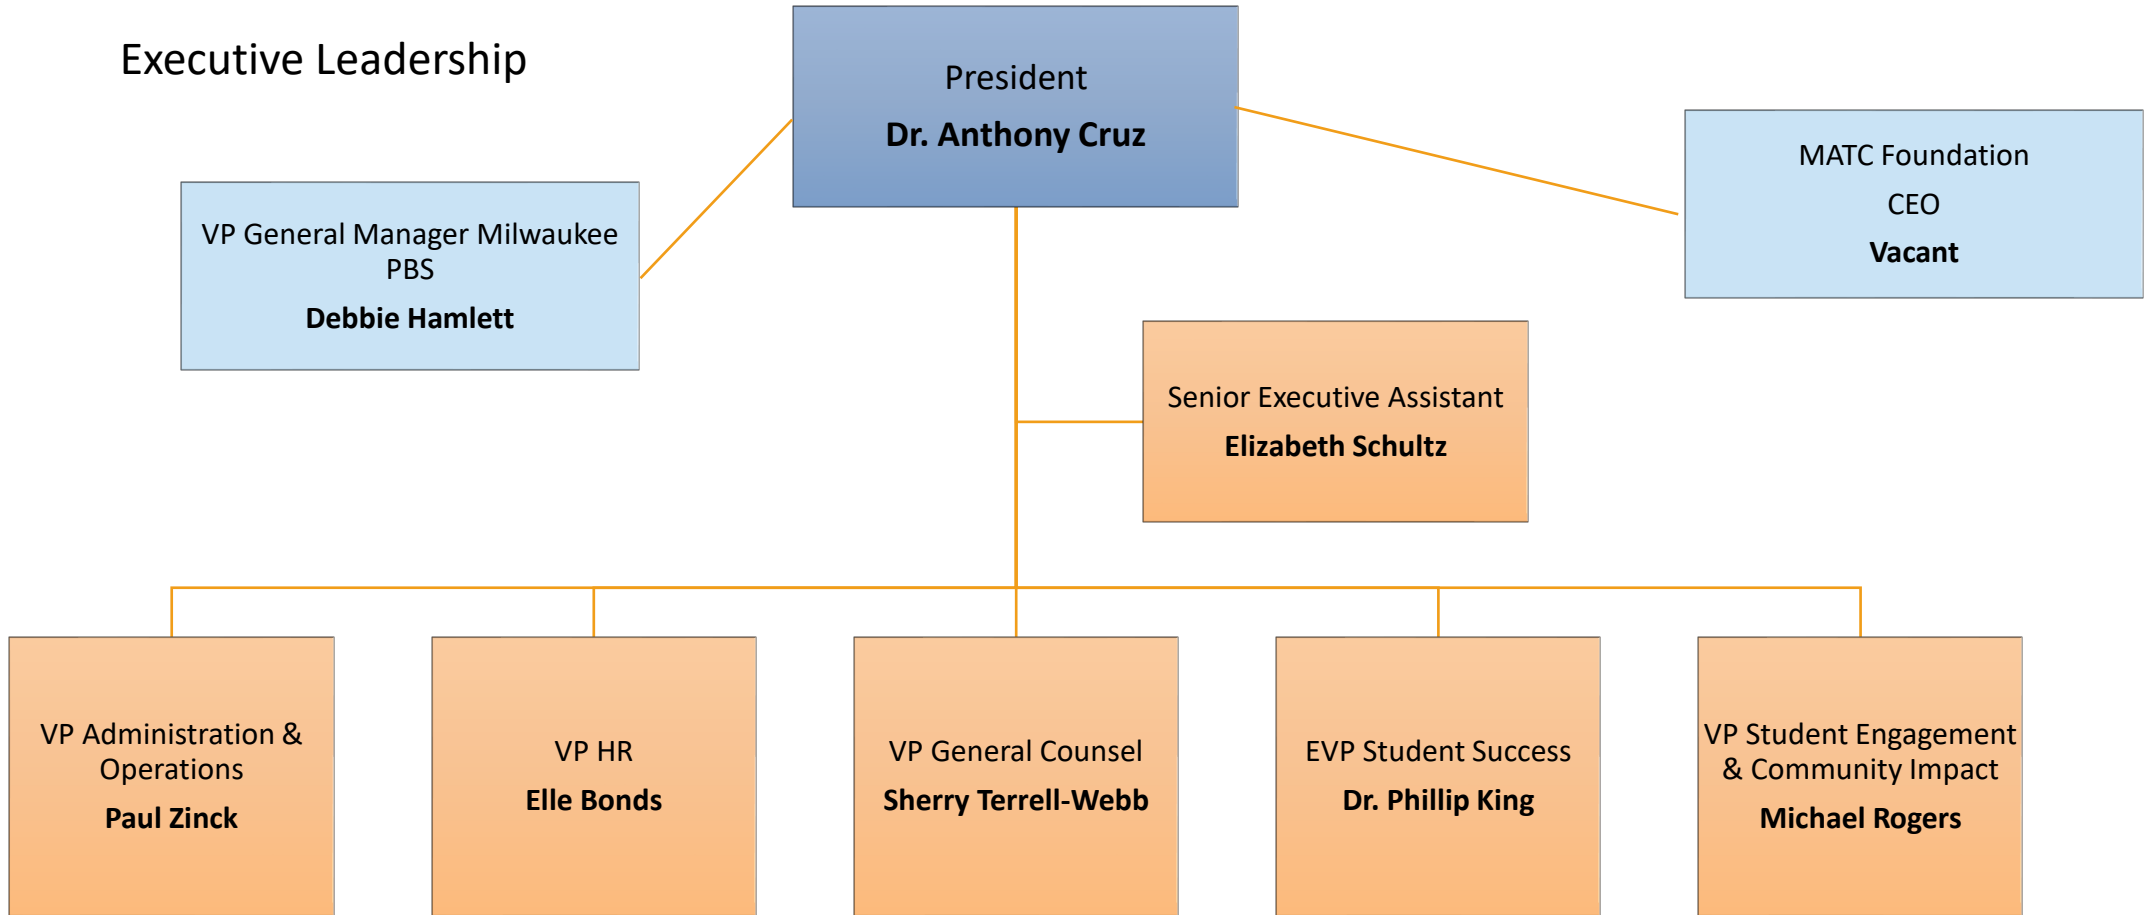 Executive Leadership
President
Dr. Anthony Cruz
MATC Foundation
CEO
Vacant
VP General Manager Milwaukee
PBS
Debbie Hamlett
Senior Executive Assistant
Elizabeth Schultz
VP Administration &
Operations
Paul Zinck
VP HR
Elle Bonds
VP General Counsel
Sherry Terrell-Webb
EVP Student Success
Dr. Phillip King
VP Student Engagement
& Community Impact
Michael Rogers